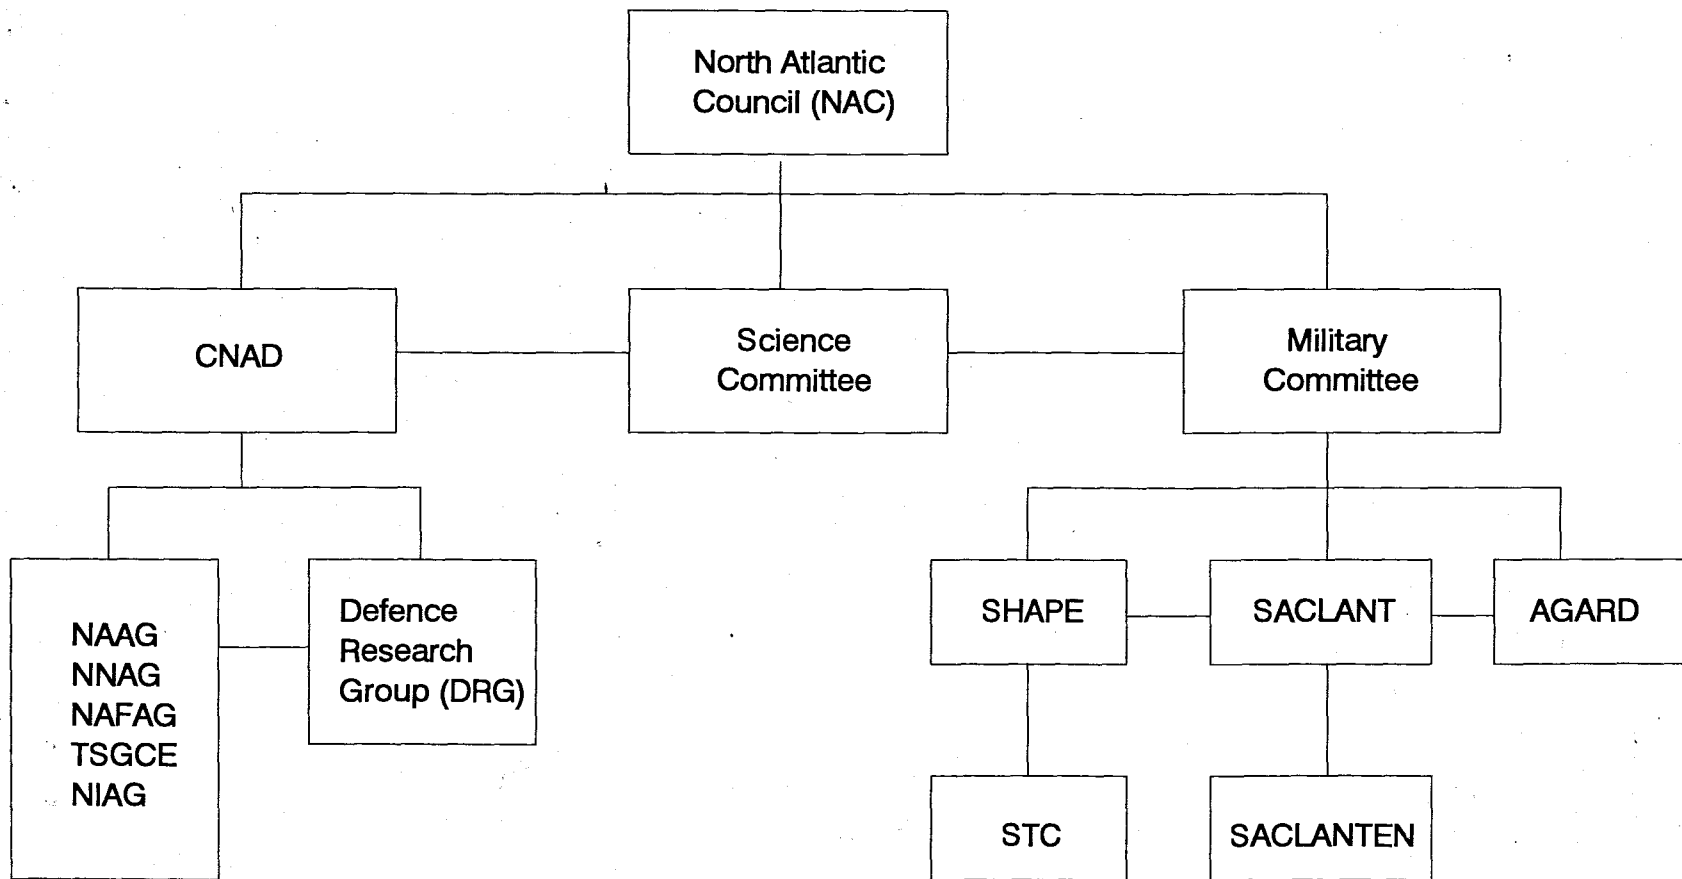 North Atlantic
Council (NAC)
CNAD
Science
Committee
Military
Committee
NAAG
NNAG
NAFAG
TSGCE
NIAG
Defence
Research
Group (DRG)
SHAPE
SACLANT
AGARD
STC
SACLANTEN